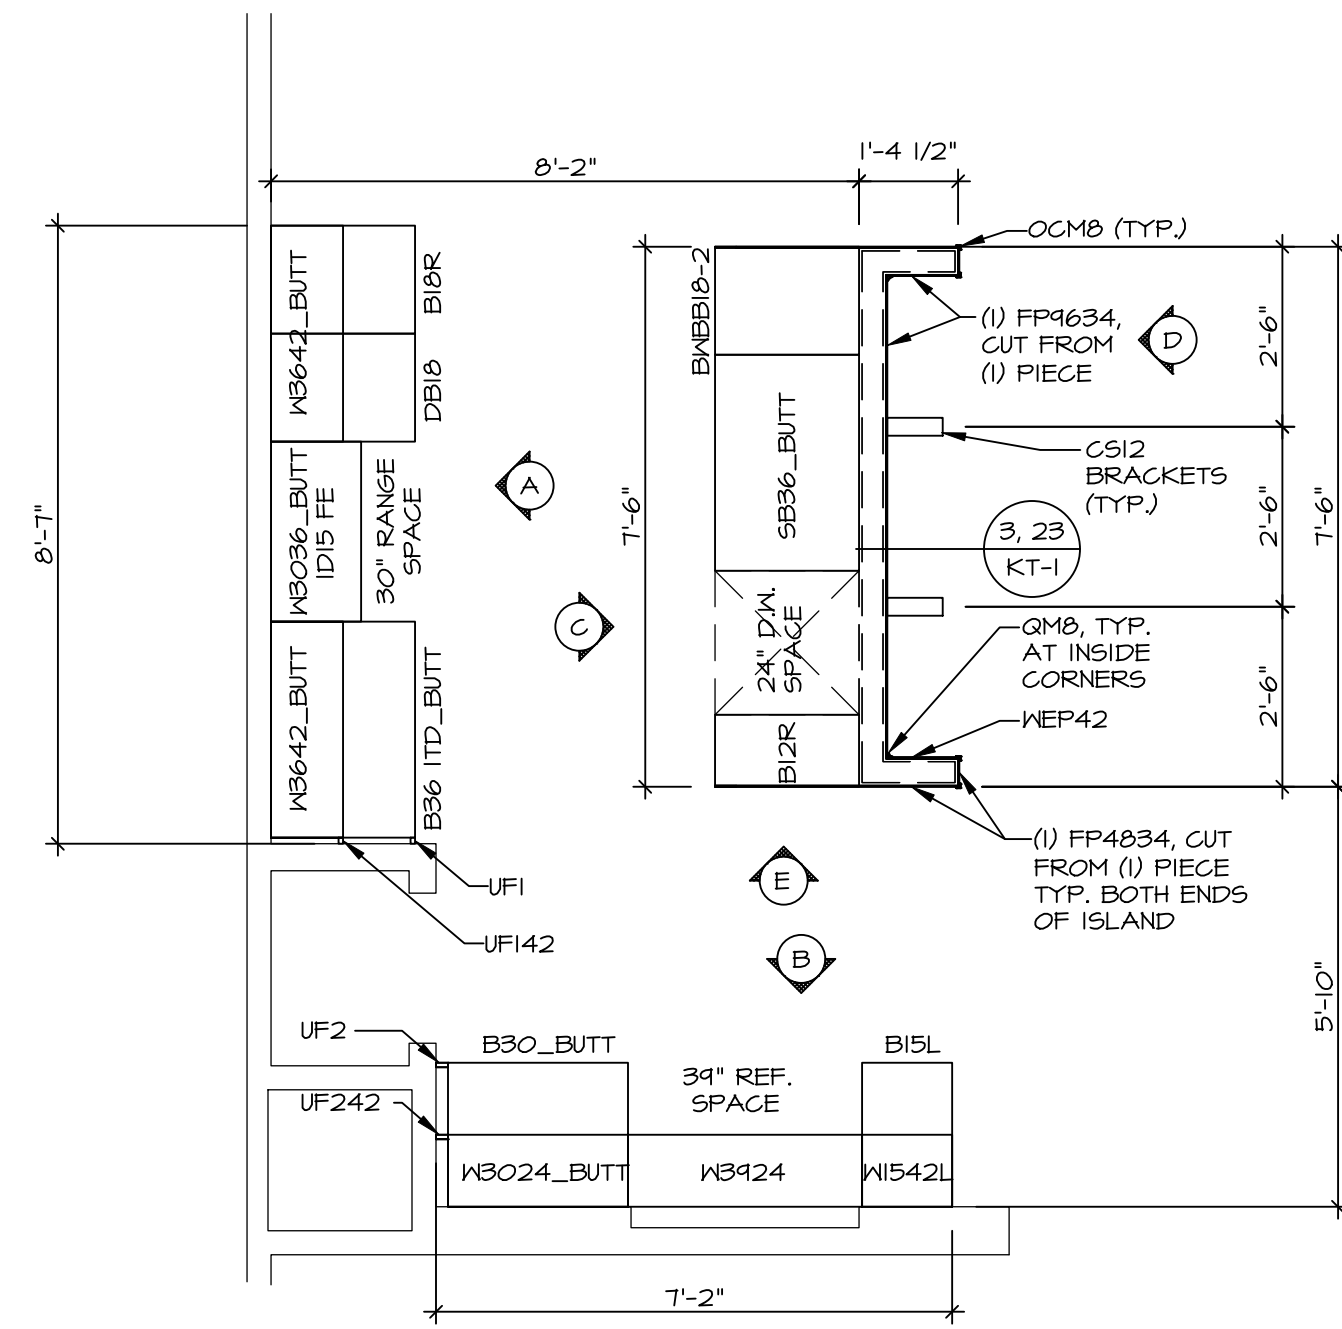 8'-2"
1'-4 1/2"
OCM8 (TYP.)
W3642_BUTT
B18R
DB18
BWBB18-2
(1) FP9634,
CUT FROM
(1) PIECE
D
2'-6"
CS12
BRACKETS
(TYP.)
SB36_BUTT
A
W3036_BUTT
1D15 FE
30" RANGE
SPACE
8'-7"
7'-6"
3, 23
KT-1
2'-6"
7'-6"
C
24" D.W.
SPACE
QM8, TYP.
AT INSIDE
CORNERS
W3642_BUTT
B36 1TD_BUTT
2'-6"
WEP42
B12R
(1) FP4834, CUT
FROM (1) PIECE
TYP. BOTH ENDS
OF ISLAND
UF1
UF142
E
B
5'-10"
UF2
B30_BUTT
B15L
39" REF.
SPACE
UF242
W3024_BUTT
W3924
W1542L
7'-2"